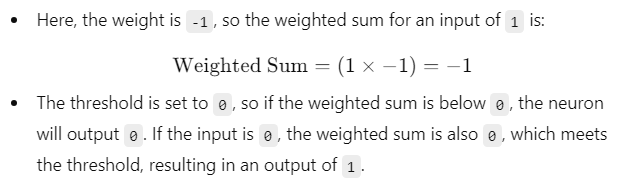 • Here, the weight is -1, so the weighted sum for an input of 1 is:
Weighted Sum = (1 × −1) = −1
• The threshold is set to 0, so if the weighted sum is below 0, the neuron
will output 0. If the input is 0, the weighted sum is also 0, which meets
the threshold, resulting in an output of 1.